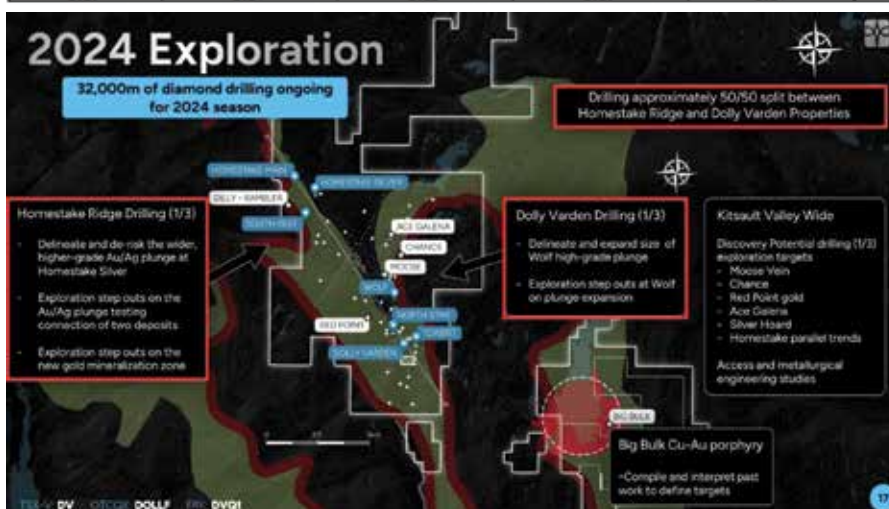 2024 Exploration
32,000m of diamond drilling ongoing
for 2024 season
Drilling approximately 50/50 split between
Homestake Ridge and Dolly Varden Properties
HOMESTAKE MAIN
HOMESTAKE SILVER
SOUTH REEF
ACE GALENA
CHANCE
MOOSE
WOLF
NORTH STAR
RED POINT
TORBRIT
DOLLY VARDEN
Homestake Ridge Drilling (1/3)
- Delineate and de-risk the wider,
higher-grade Au/Ag plunge at
Homestake Silver
- Exploration step outs on the
Au/Ag plunge testing
connection of two deposits
- Exploration step outs on the
new gold mineralization zone
Dolly Varden Drilling (1/3)
- Delineate and expand size of
Wolf high-grade plunge
- Exploration step outs at Wolf
on plunge expansion
Kitsault Valley Wide
Discovery Potential drilling (1/3)
exploration targets
- Moose Vein
- Chance
- Red Point gold
- Ace Galena
- Silver Hoard
- Homestake parallel trends
Access and metallurgical
engineering studies
BIG BULK
Big Bulk Cu-Au porphyry
-Compile and interpret past
work to define targets
TSX-V: DV OTCQX: DOLLF FRA: DVQ1
17